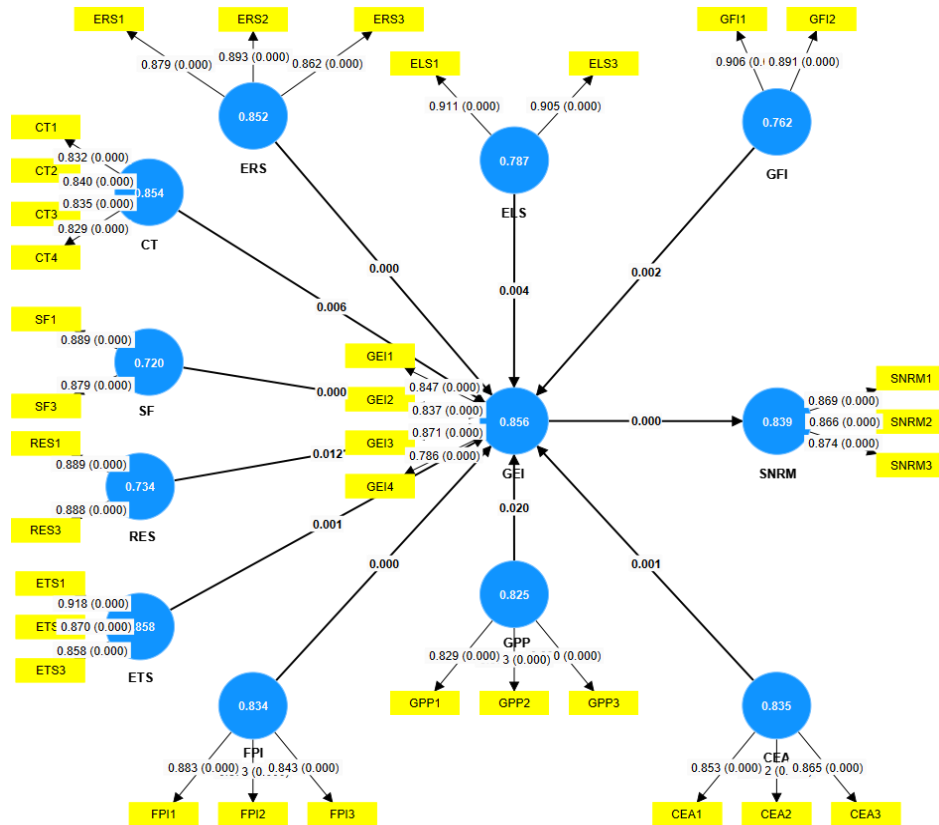 ERS1
ERS2
ERS3
0.879 (0.000)
0.893 (0.000)
0.862 (0.000)
0.852
ERS
ELS1
ELS3
0.911 (0.000)
0.905 (0.000)
0.787
ELS
GFI1
GFI2
0.906
0.891 (0.000)
0.762
GFI
CT1
CT2
CT3
CT4
0.832 (0.000)
0.840 (0.000)
0.835 (0.000)
0.829 (0.000)
.854
CT
0.000
0.004
0.002
0.006
SF1
SF3
0.889 (0.000)
0.879 (0.000)
0.720
SF
0.000
GEI1
GEI2
GEI3
GEI4
0.847 (0.000)
0.837 (0.000)
0.871 (0.000)
0.786 (0.000)
0.856
GEI
0.000
0.839
SNRM
SNRM1
SNRM2
SNRM3
0.869 (0.000)
0.866 (0.000)
0.874 (0.000)
RES1
RES3
0.889 (0.000)
0.888 (0.000)
0.734
RES
0.012
ETS1
ETS3
0.918 (0.000)
0.870 (0.000)
0.858 (0.000)
858
ETS
0.001
0.000
0.020
0.001
0.834
FPI
0.883 (0.000)
0.843 (0.000)
FPI1
FPI2
FPI3
0.825
GPP
0.829 (0.000)
3 (0.000)
0 (0.000)
GPP1
GPP2
GPP3
0.835
CEA
0.853 (0.000)
0.865 (0.000)
CEA1
CEA2
CEA3